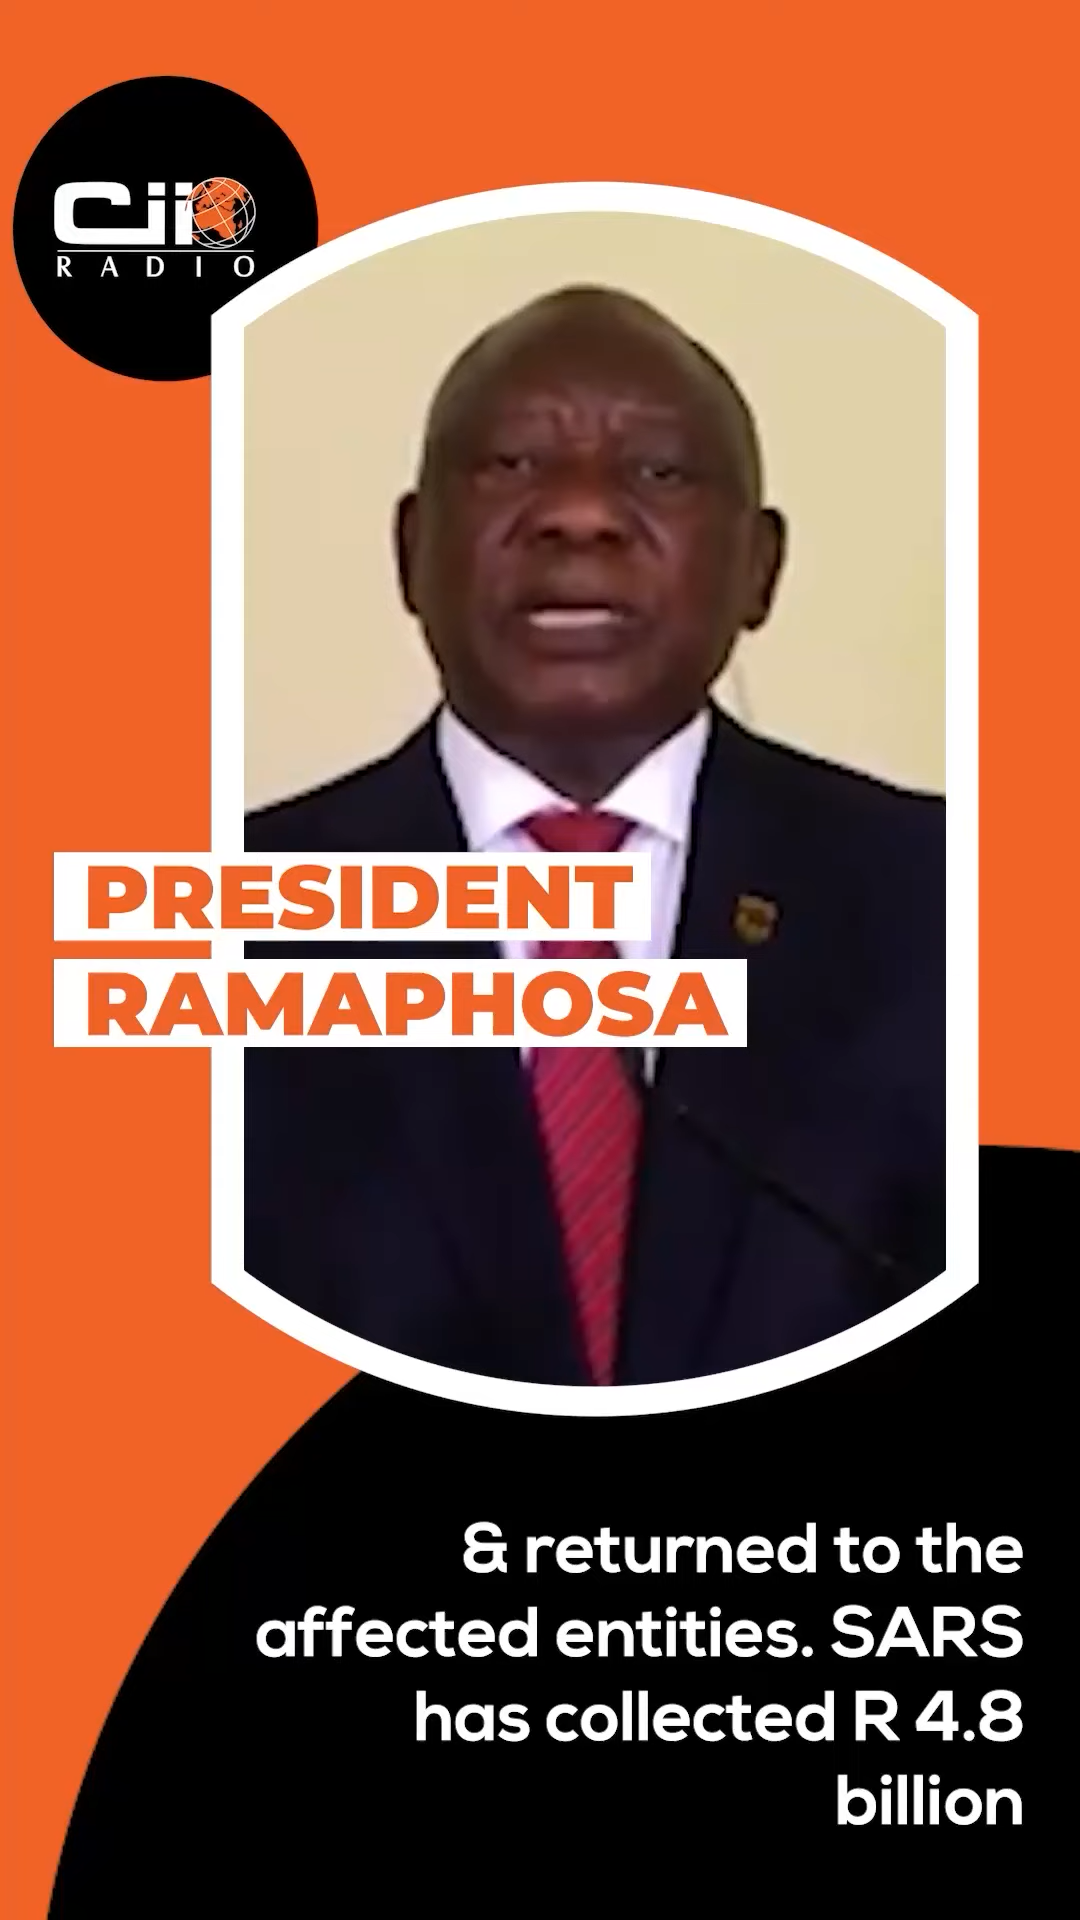 Cii
RADIO
PRESIDENT
RAMAPHOSA
& returned to the
affected entities. SARS
has collected R 4.8
billion